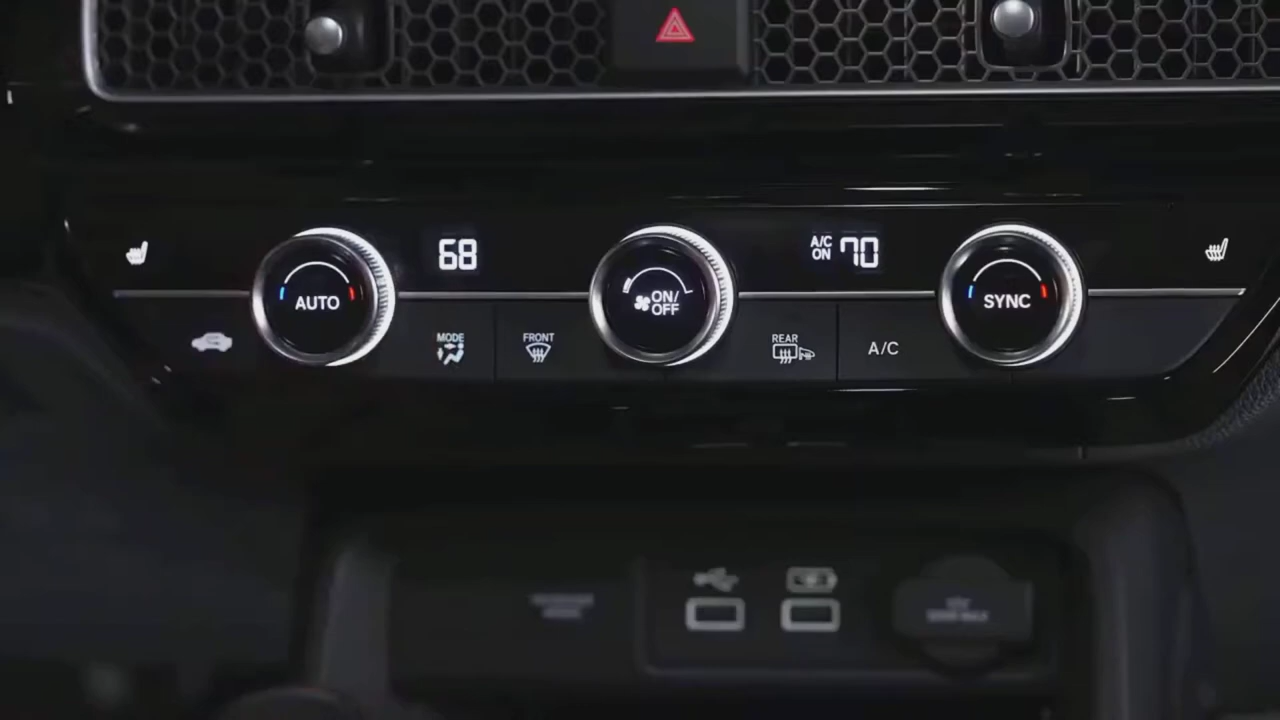 68
A/C
ON
70
AUTO
ON/
OFF
SYNC
MODE
FRONT
REAR
A/C